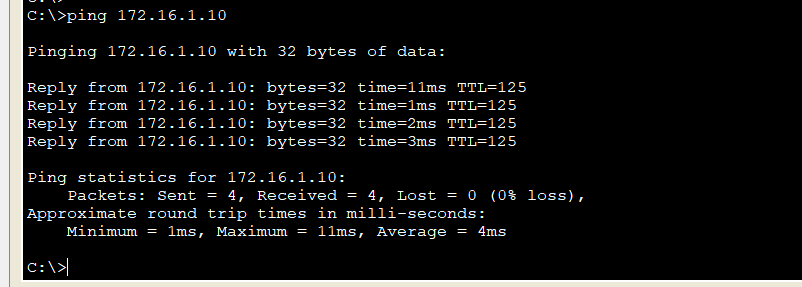 C:\>ping 172.16.1.10
Pinging 172.16.1.10 with 32 bytes of data:
Reply from 172.16.1.10: bytes=32 time=11ms TTL=125
Reply from 172.16.1.10: bytes=32 time=1ms TTL=125
Reply from 172.16.1.10: bytes=32 time=2ms TTL=125
Reply from 172.16.1.10: bytes=32 time=3ms TTL=125
Ping statistics for 172.16.1.10:
Packets: Sent = 4, Received = 4, Lost = 0 (0% loss),
Approximate round trip times in milli-seconds:
Minimum = 1ms, Maximum = 11ms, Average = 4ms
C:\>